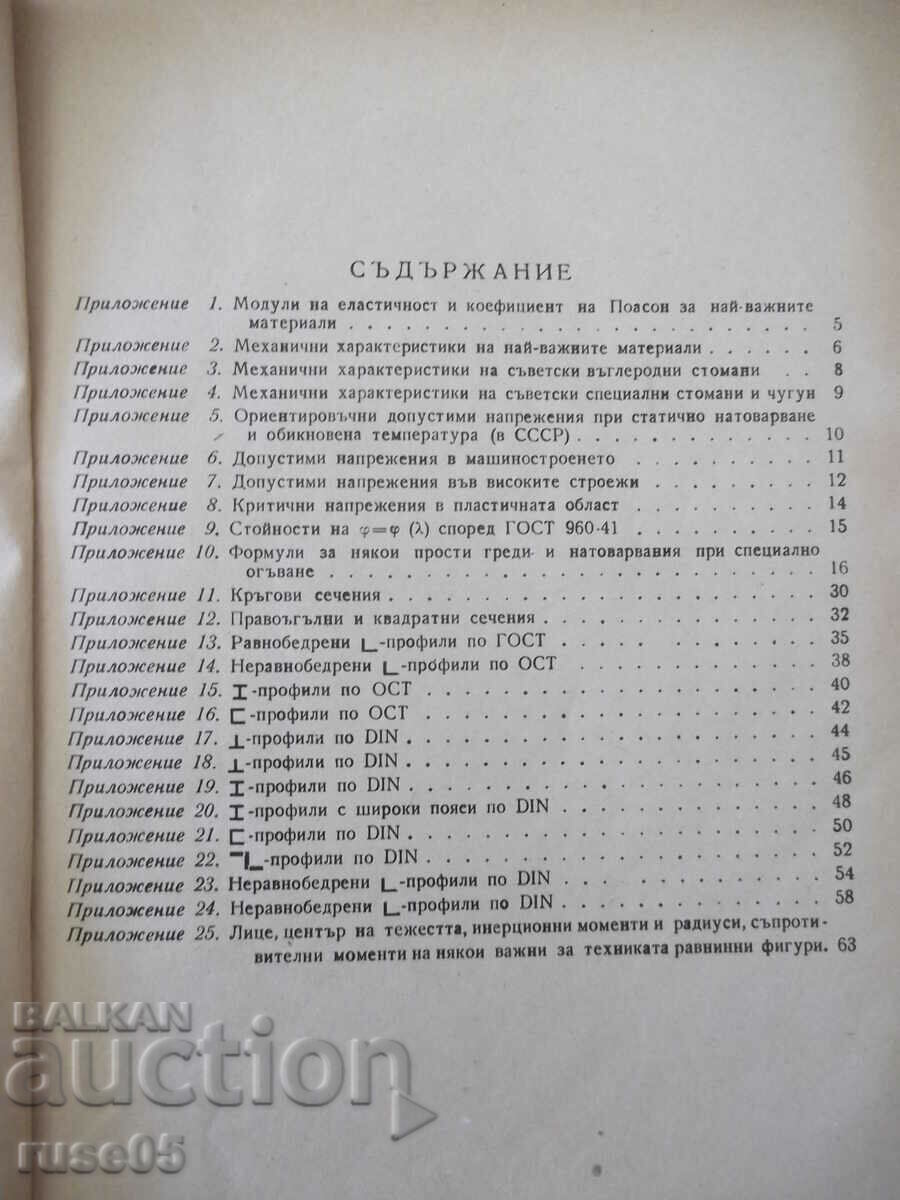 СЪДЪРЖАНИЕ
Приложение 1. Модули на еластичност и коефициент на Поасон за най-важните
материали . . . . . . . . . . . . . . . . . . . . . . . 5
Приложение 2. Механични характеристики на най-важните материали . . . . . . 6
Приложение 3. Механични характеристики на съветски въглеродни стомани . . 8
Приложение 4. Механични характеристики на съветски специални стомани и чугун 9
Приложение 5. Ориентировъчни допустими напрежения при статично натоварване
и обикновена температура (в СССР) . . . . . . . . . . . . 10
Приложение 6. Допустими напрежения в машиностроенето . . . . . . . . . 11
Приложение 7. Допустими напрежения във високите строежи . . . . . . . . 12
Приложение 8. Критични напрежения в пластичната област . . . . . . . . 14
Приложение 9. Стойности на φ=φ (λ) според ГОСТ 960-41 . . . . . . . . . 15
Приложение 10. Формули за някои прости греди и натоварвания при специално
огъване . . . . . . . . . . . . . . . . . . . . . . . . 16
Приложение 11. Кръгови сечения . . . . . . . . . . . . . . . . . . . . 30
Приложение 12. Правоъгълни и квадратни сечения . . . . . . . . . . . . . 32
Приложение 13. Равнобедрени L-профили по ГОСТ . . . . . . . . . . . . 35
Приложение 14. Неравнобедрени L-профили по ОСТ . . . . . . . . . . . 38
Приложение 15. I-профили по ОСТ . . . . . . . . . . . . . . . . . . 40
Приложение 16. [-профили по ОСТ . . . . . . . . . . . . . . . . . . 42
Приложение 17. ⊥-профили по DIN . . . . . . . . . . . . . . . . . . 44
Приложение 18. ⊥-профили по DIN . . . . . . . . . . . . . . . . . . 45
Приложение 19. I-профили по DIN . . . . . . . . . . . . . . . . . . 46
Приложение 20. I-профили с широки пояси по DIN . . . . . . . . . . . . 48
Приложение 21. [-профили по DIN . . . . . . . . . . . . . . . . . . 50
Приложение 22. ‾|L-профили по DIN . . . . . . . . . . . . . . . . . 52
Приложение 23. Неравнобедрени L-профили по DIN . . . . . . . . . . . 54
Приложение 24. Неравнобедрени L-профили по DIN . . . . . . . . . . . 58
Приложение 25. Лице, център на тежестта, инерционни моменти и радиуси, съпроти-
вителни моменти на някои важни за техниката равнинни фигури. 63
BALKAN
auction
ruse05